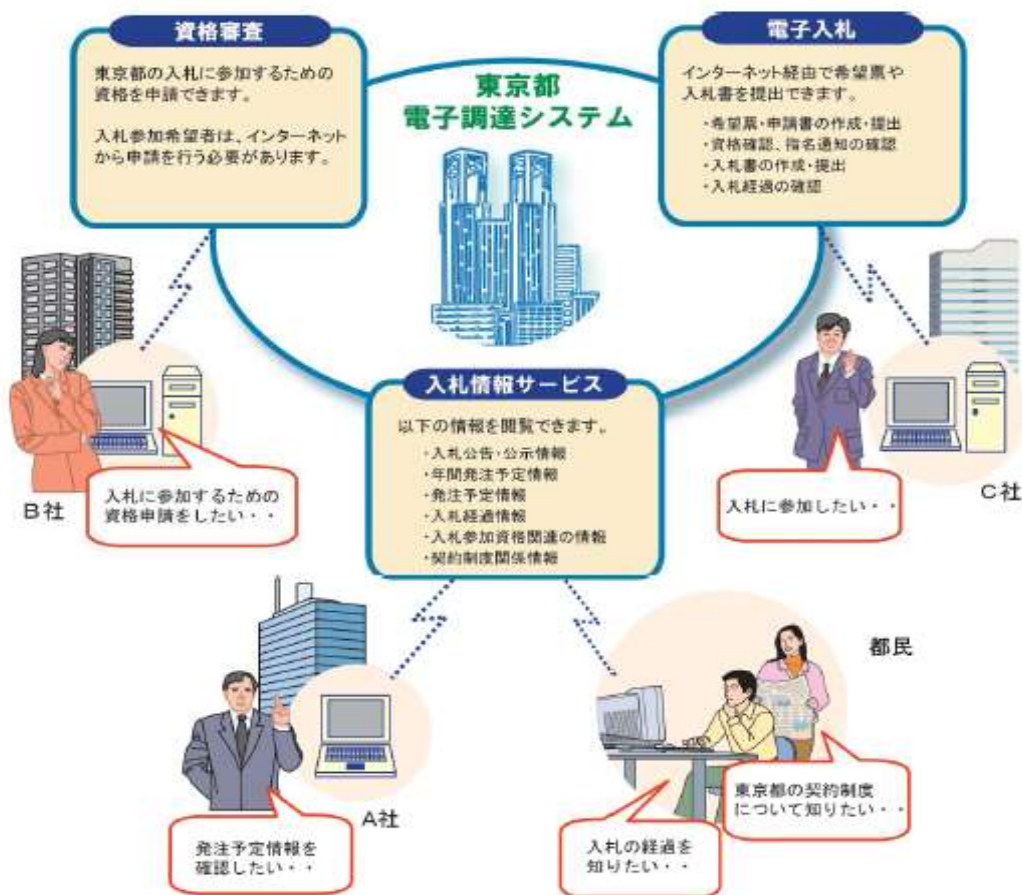 資格審査
東京都の入札に参加するための
資格を申請できます。
入札参加希望者は、インターネット
から申請を行う必要があります。
東京都
電子調達システム
電子入札
インターネット経由で希望票や
入札書を提出できます。
・希望票・申請書の作成・提出
・資格確認、指名通知の確認
・入札書の作成・提出
・入札経過の確認
入札情報サービス
以下の情報を閲覧できます。
・入札公告・公示情報
・年間発注予定情報
・発注予定情報
・入札経過情報
・入札参加資格関連の情報
・契約制度関係情報
B社
入札に参加するための
資格申請をしたい・・
入札に参加したい・・
C社
都民
A社
発注予定情報を
確認したい・・
入札の経過を
知りたい・・
東京都の契約制度
について知りたい・・